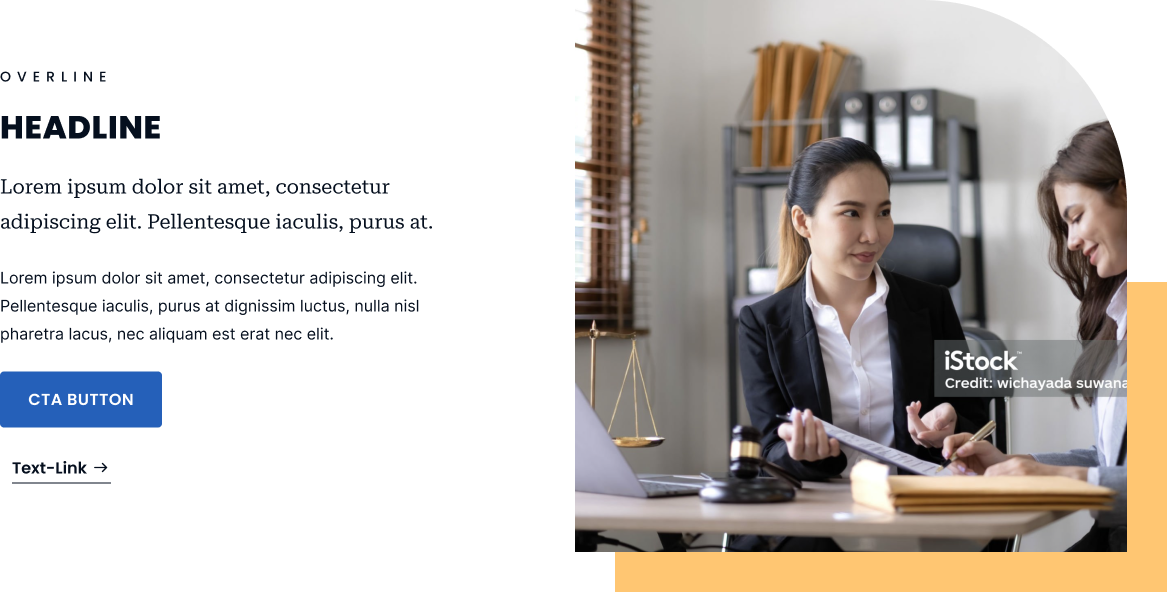 OVERLINE
HEADLINE
Lorem ipsum dolor sit amet, consectetur
adipiscing elit. Pellentesque iaculis, purus at.
Lorem ipsum dolor sit amet, consectetur adipiscing elit.
Pellentesque iaculis, purus at dignissim luctus, nulla nisl
pharetra lacus, nec aliquam est erat nec elit.
CTA BUTTON
Text-Link →
iStock™
Credit: wichayada suwana